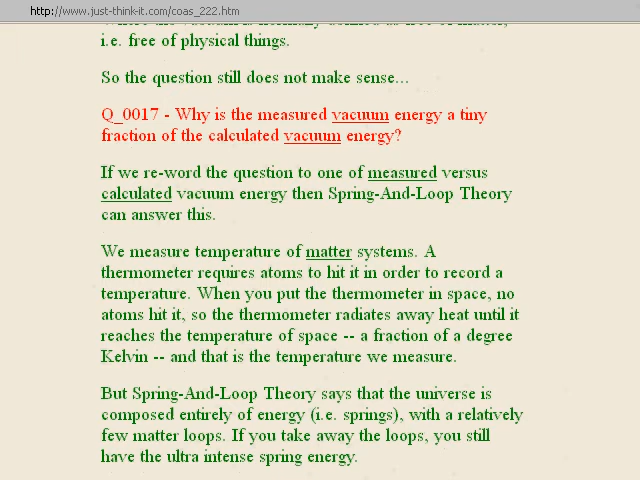 http://www.just-think-it.com/coas_222.htm
i.e. free of physical things.
So the question still does not make sense...
Q_0017 - Why is the measured vacuum energy a tiny
fraction of the calculated vacuum energy?
If we re-word the question to one of measured versus
calculated vacuum energy then Spring-And-Loop Theory
can answer this.
We measure temperature of matter systems. A
thermometer requires atoms to hit it in order to record a
temperature. When you put the thermometer in space, no
atoms hit it, so the thermometer radiates away heat until it
reaches the temperature of space -- a fraction of a degree
Kelvin -- and that is the temperature we measure.
But Spring-And-Loop Theory says that the universe is
composed entirely of energy (i.e. springs), with a relatively
few matter loops. If you take away the loops, you still
have the ultra intense spring energy.